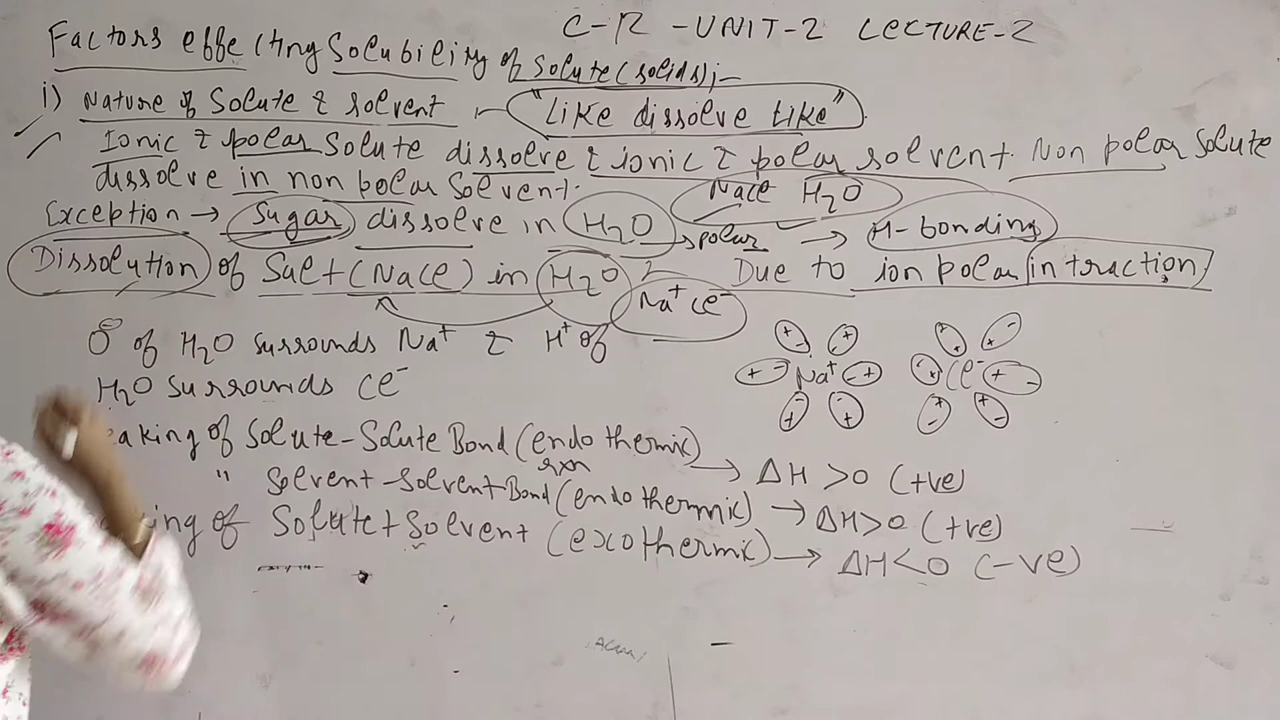 C-R -UNIT-2 LECTURE-2
Factors effecting Solubility of Solute (solids);-
i) Nature of Solute & solvent :- "Like dissolve Like"
Ionic & polar Solute dissolve & ionic & polar solvent. Non polar Solute
dissolve in non polar Solvent.
NaCl H2O
Exception → Sugar dissolve in H2O → polar → H-bonding
Dissolution of Salt (NaCl) in H2O ? Due to ion polar intraction
Na+ Cl-
O⊖ of H2O surrounds Na+ & H+ of
H2O surrounds Cl-
+ - + - Na+ - + + - + -
+ - + Cl- + - + - + -
aking of Solute-Solute Bond (endothermic) → ΔH >0 (+ve)
rxn
" Solvent-Solvent Bond (endothermic) → ΔH>0 (+ve)
king of Solute+Solvent (exothermic) → ΔH<0 (-ve)